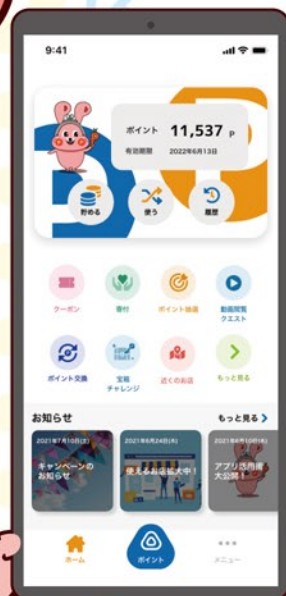 9:41
ポイント 11,537 P
有効期限 2022年6月13日
貯める 使う 履歴
クーポン 寄付 ポイント抽選 動画閲覧
クエスト
ポイント交換 宝箱
チャレンジ 近くのお店 もっと見る
お知らせ もっと見る
2021年7月10日(土) 2021年6月24日(木) 2021年6月10日(木)
キャンペーンの
お知らせ
使えるお店拡大中!
アプリ活用術
大公開!
ホーム ポイント メニュー